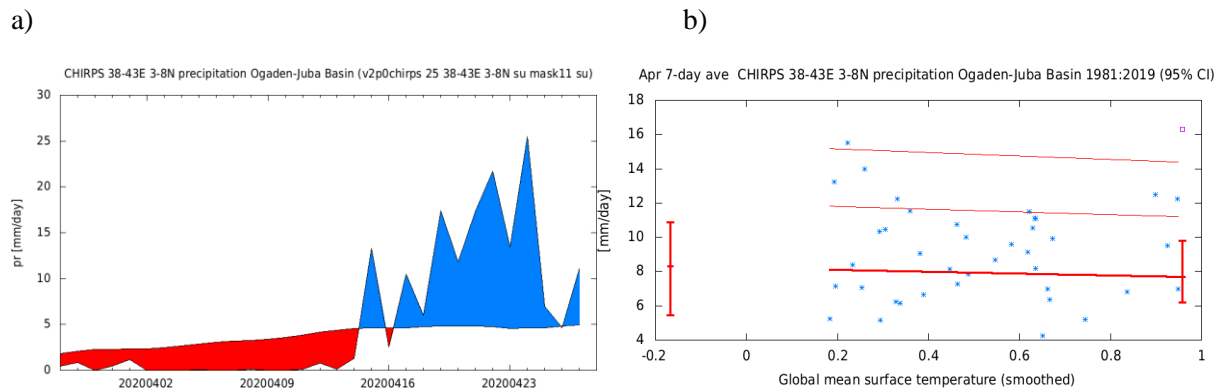 a)
b)
CHIRPS 38-43E 3-8N precipitation Ogaden-Juba Basin (v2p0chirps 25 38-43E 3-8N su mask11 su)
pr [mm/day]
30
25
20
15
10
5
0
20200402 20200409 20200416 20200423
Apr 7-day ave CHIRPS 38-43E 3-8N precipitation Ogaden-Juba Basin 1981:2019 (95% CI)
[mm/day]
18
16
14
12
10
8
6
4
-0.2 0 0.2 0.4 0.6 0.8 1
Global mean surface temperature (smoothed)